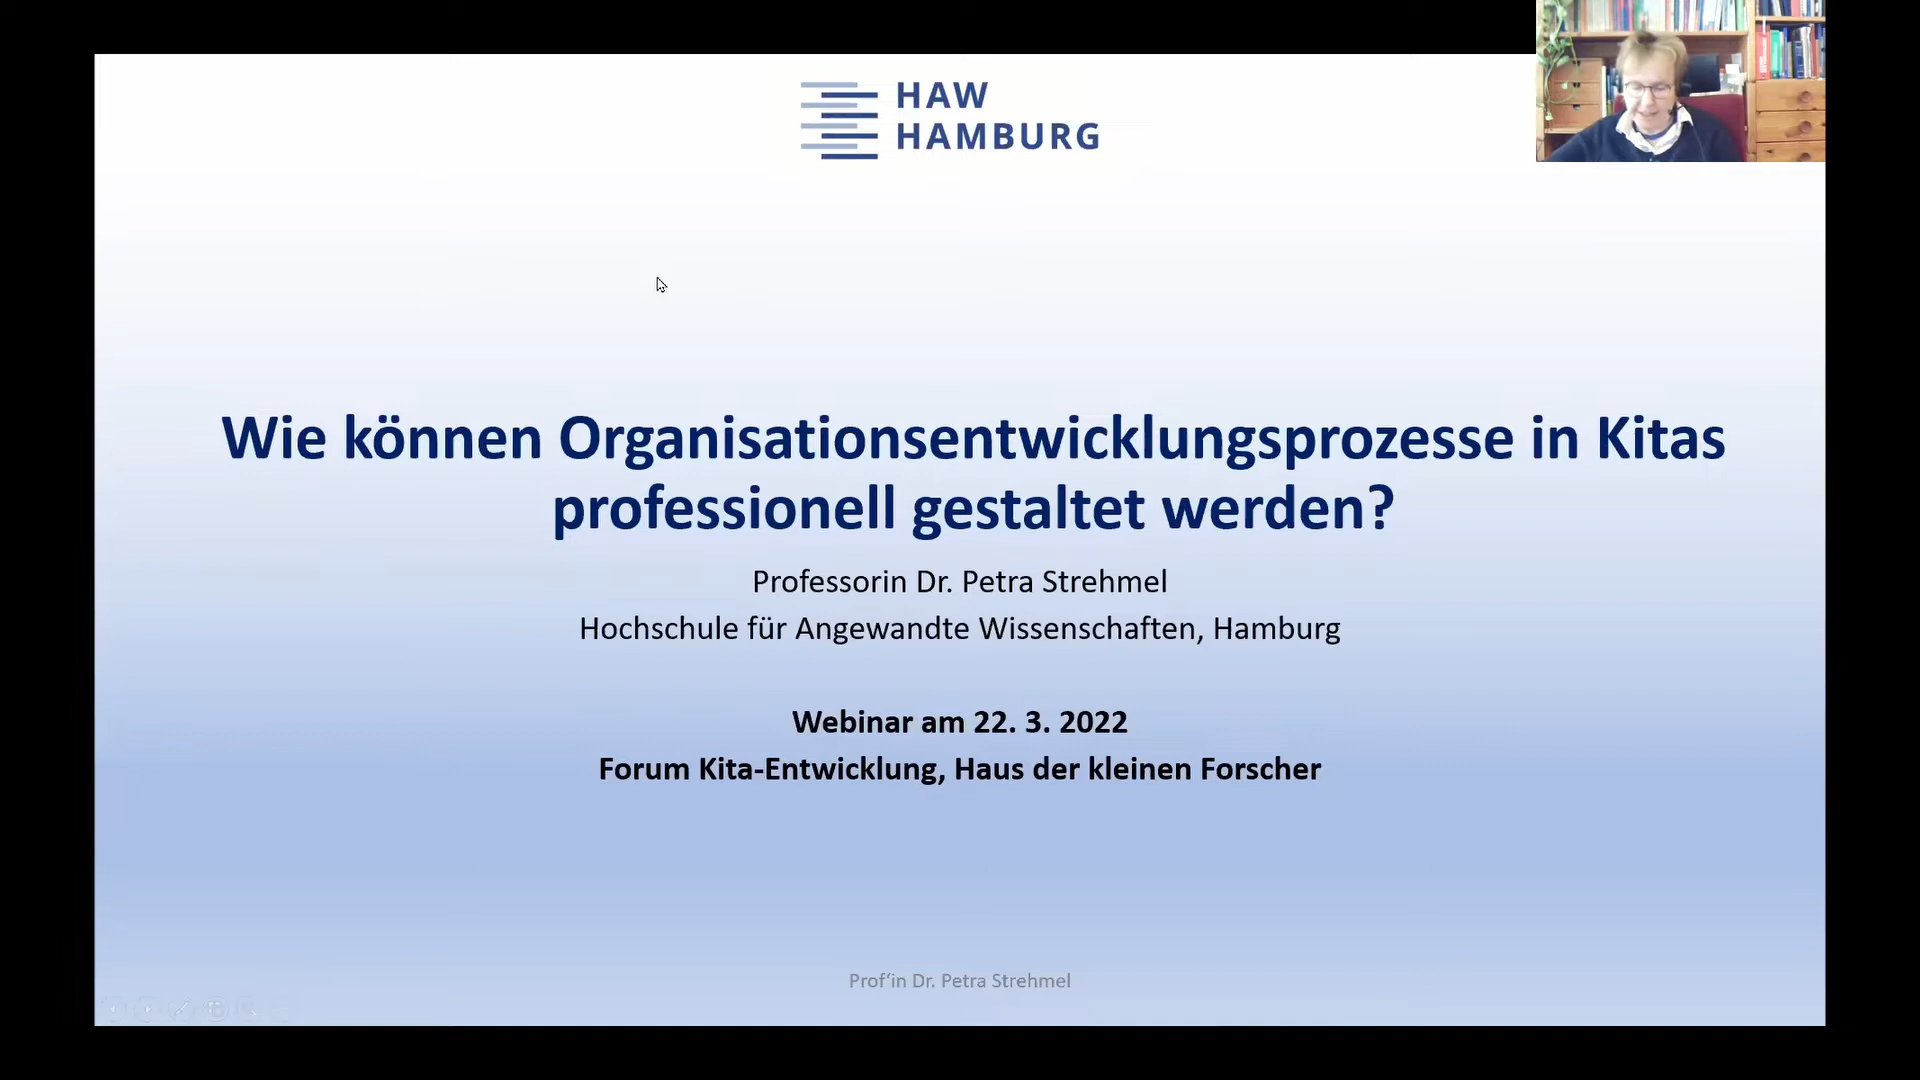 HAW
HAMBURG
Wie können Organisationsentwicklungsprozesse in Kitas
professionell gestaltet werden?
Professorin Dr. Petra Strehmel
Hochschule für Angewandte Wissenschaften, Hamburg
Webinar am 22. 3. 2022
Forum Kita-Entwicklung, Haus der kleinen Forscher
Prof‘in Dr. Petra Strehmel